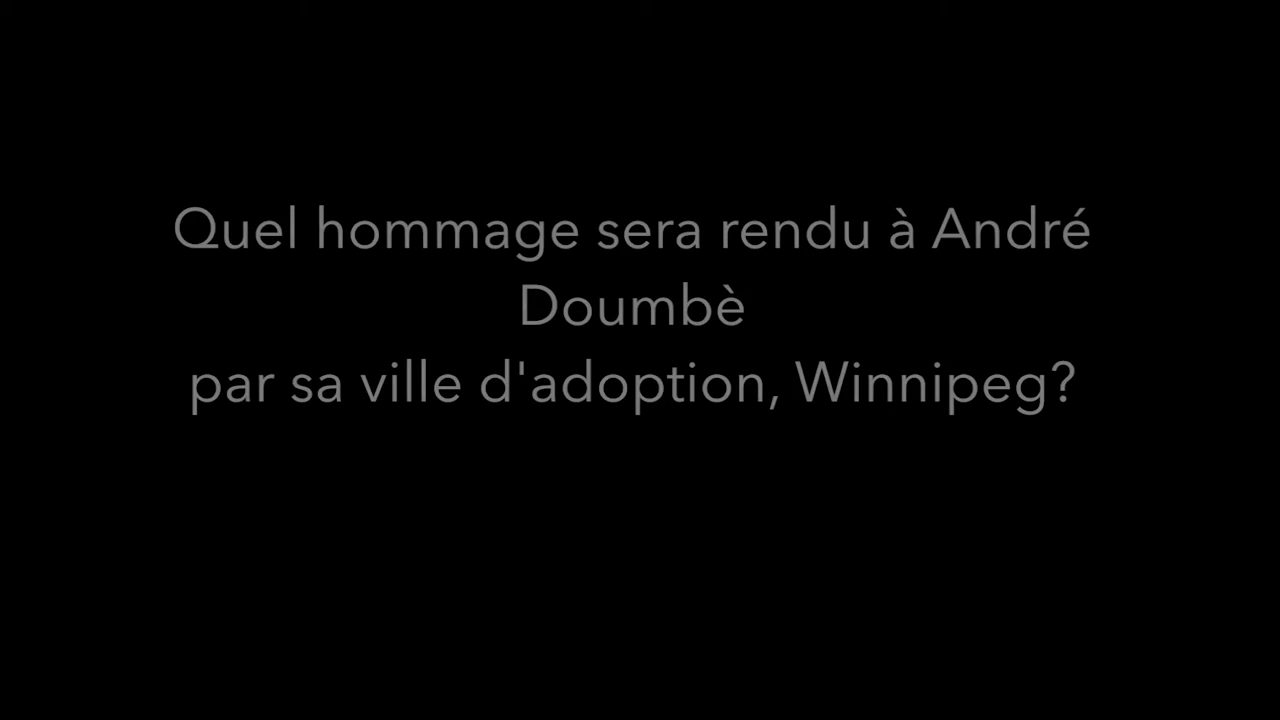 Quel hommage sera rendu à André
Doumbè
par sa ville d'adoption, Winnipeg?